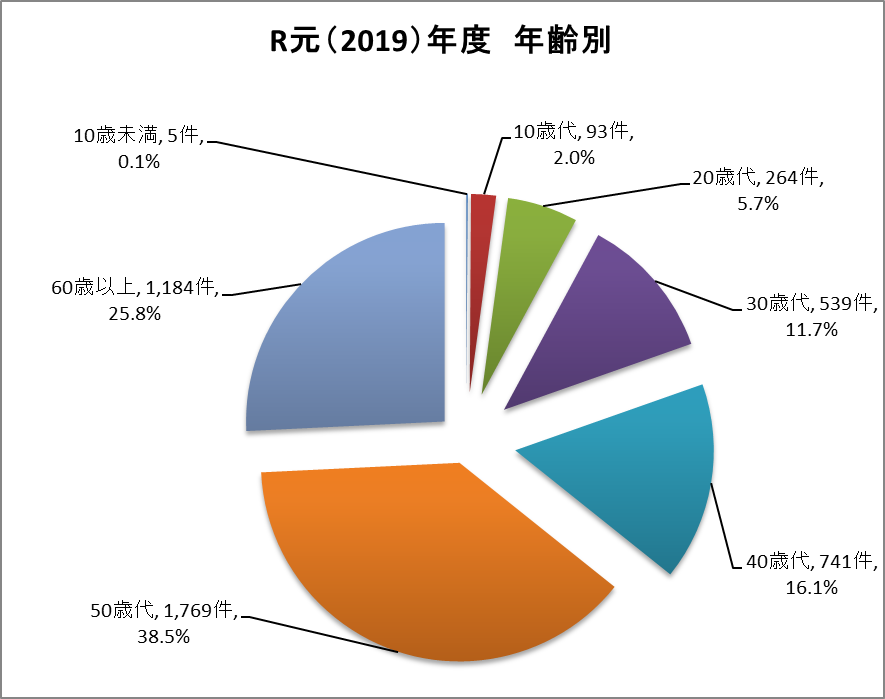 R元（2019）年度　年齢別
10歳未満, 5件,
0.1%
10歳代, 93件,
2.0%
20歳代, 264件,
5.7%
30歳代, 539件,
11.7%
40歳代, 741件,
16.1%
50歳代, 1,769件,
38.5%
60歳以上, 1,184件,
25.8%